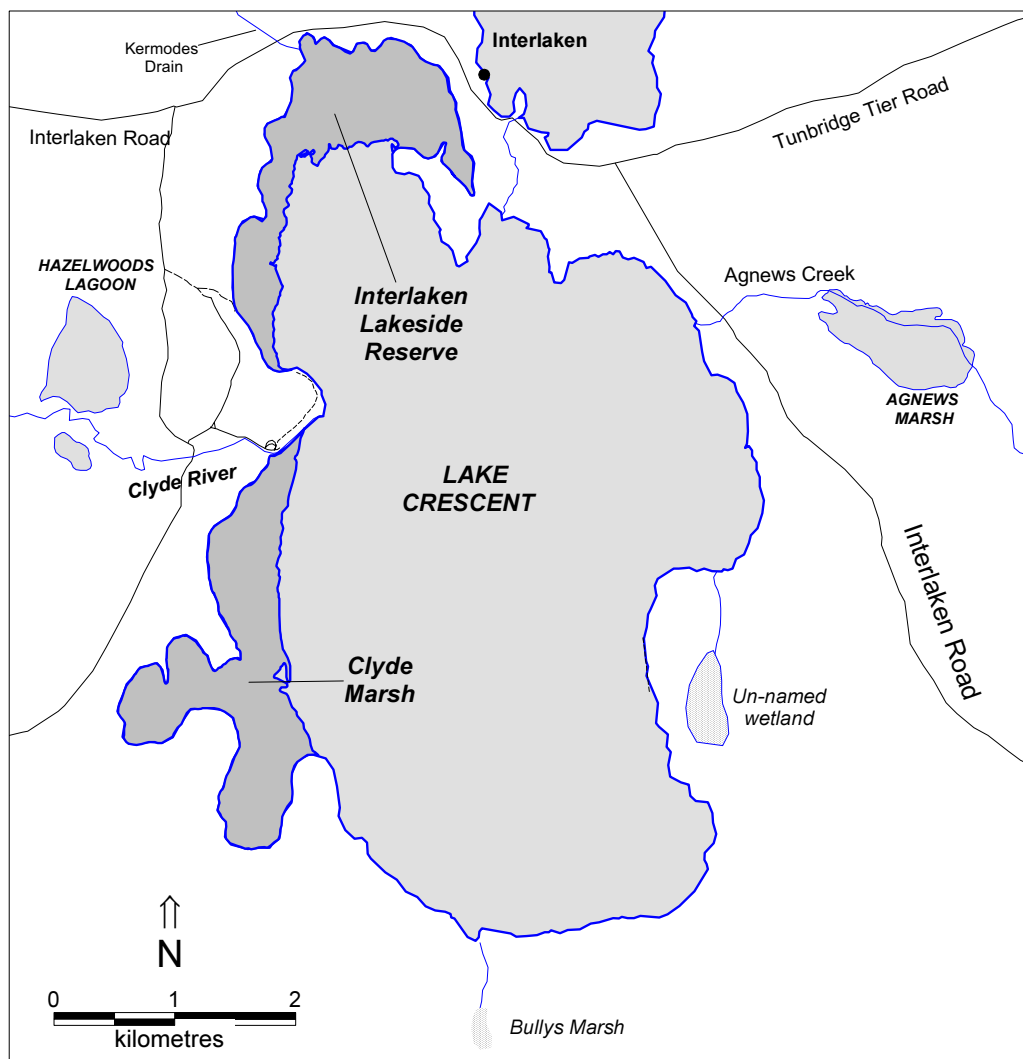 Kermodes
Drain
Interlaken
Interlaken Road
Tunbridge Tier Road
HAZELWOODS
LAGOON
Interlaken
Lakeside
Reserve
Agnews Creek
AGNEWS
MARSH
Clyde River
LAKE
CRESCENT
Interlaken Road
Clyde
Marsh
Un-named
wetland
N
0 1 2
kilometres
Bullys Marsh